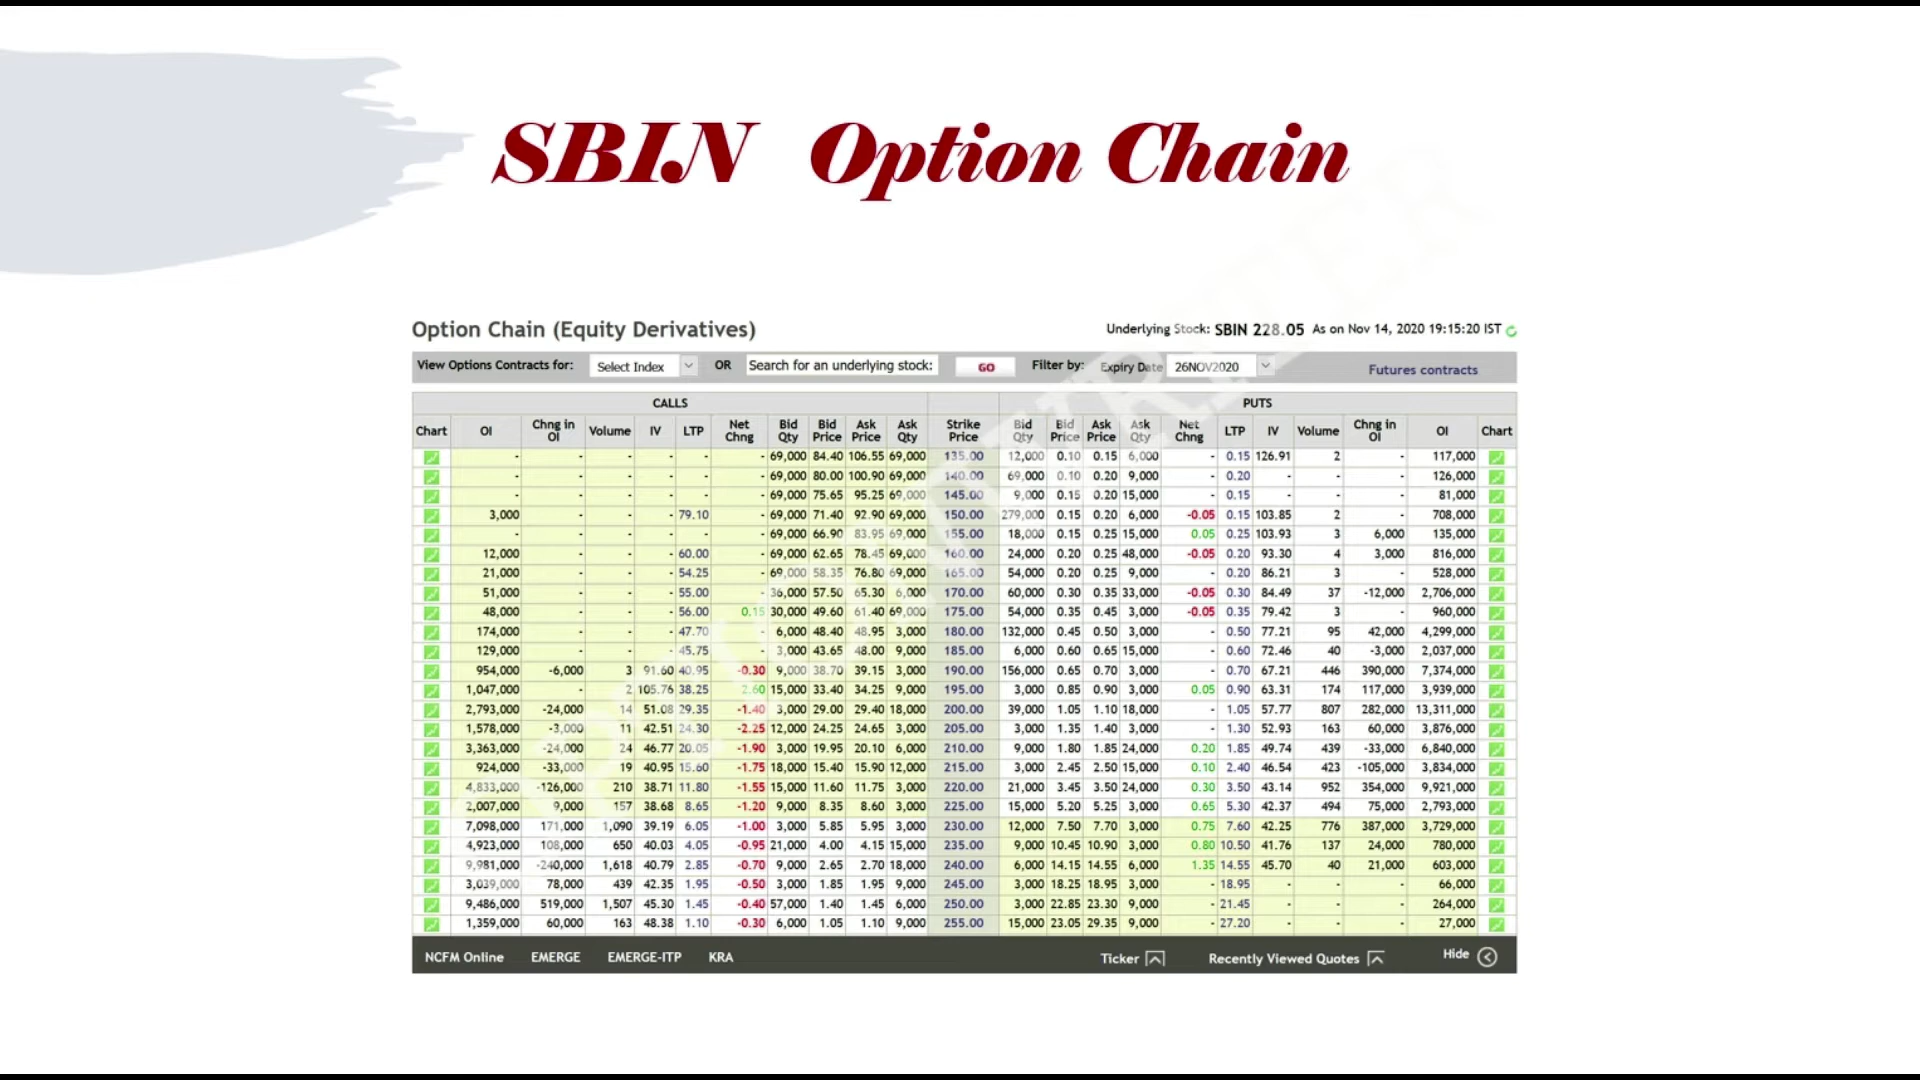 SBIN Option Chain
Option Chain (Equity Derivatives) Underlying Stock: SBIN 228.05 As on Nov 14, 2020 19:15:20 IST
View Options Contracts for: Select Index OR Search for an underlying stock: GO Filter by: Expiry Date 26NOV2020 Futures contracts
CALLS PUTS
Chart OI Chng in OI Volume IV LTP Net Chng Bid Qty Bid Price Ask Price Ask Qty Strike Price Bid Qty Bid Price Ask Price Ask Qty Net Chng LTP IV Volume Chng in OI OI Chart
- - - - - - 69,000 84.40 106.55 69,000 135.00 12,000 0.10 0.15 6,000 - 0.15 126.91 2 - 117,000
- - - - - - 69,000 80.00 100.90 69,000 140.00 69,000 0.10 0.20 9,000 - 0.20 - - - 126,000
- - - - - - 69,000 75.65 95.25 69,000 145.00 9,000 0.15 0.20 15,000 - 0.15 - - - 81,000
3,000 - - - 79.10 - 69,000 71.40 92.90 69,000 150.00 279,000 0.15 0.20 6,000 -0.05 0.15 103.85 2 - 708,000
- - - - - - 69,000 66.90 83.95 69,000 155.00 18,000 0.15 0.25 15,000 0.05 0.25 103.93 3 6,000 135,000
12,000 - - - 60.00 - 69,000 62.65 78.45 69,000 160.00 24,000 0.20 0.25 48,000 -0.05 0.20 93.30 4 3,000 816,000
21,000 - - - 54.25 - 69,000 58.35 76.80 69,000 165.00 54,000 0.20 0.25 9,000 - 0.20 86.21 3 - 528,000
51,000 - - - 55.00 - 36,000 57.50 65.30 6,000 170.00 60,000 0.30 0.35 33,000 -0.05 0.30 84.49 37 -12,000 2,706,000
48,000 - - - 56.00 0.15 30,000 49.60 61.40 69,000 175.00 54,000 0.35 0.45 3,000 -0.05 0.35 79.42 3 - 960,000
174,000 - - - 47.70 - 6,000 48.40 48.95 3,000 180.00 132,000 0.45 0.50 3,000 - 0.50 77.21 95 42,000 4,299,000
129,000 - - - 45.75 - 3,000 43.65 48.00 9,000 185.00 6,000 0.60 0.65 15,000 - 0.60 72.46 40 -3,000 2,037,000
954,000 -6,000 3 91.60 40.95 -0.30 9,000 38.70 39.15 3,000 190.00 156,000 0.65 0.70 3,000 - 0.70 67.21 446 390,000 7,374,000
1,047,000 - 2 105.76 38.25 2.60 15,000 33.40 34.25 9,000 195.00 3,000 0.85 0.90 3,000 0.05 0.90 63.31 174 117,000 3,939,000
2,793,000 -24,000 14 51.08 29.35 -1.40 3,000 29.00 29.40 18,000 200.00 39,000 1.05 1.10 18,000 - 1.05 57.77 807 282,000 13,311,000
1,578,000 -3,000 11 42.51 24.30 -2.25 12,000 24.25 24.65 3,000 205.00 3,000 1.35 1.40 3,000 - 1.30 52.93 163 60,000 3,876,000
3,363,000 -24,000 24 46.77 20.05 -1.90 3,000 19.95 20.10 6,000 210.00 9,000 1.80 1.85 24,000 0.20 1.85 49.74 439 -33,000 6,840,000
924,000 -33,000 19 40.95 15.60 -1.75 18,000 15.40 15.90 12,000 215.00 3,000 2.45 2.50 15,000 0.10 2.40 46.54 423 -105,000 3,834,000
4,833,000 -126,000 210 38.71 11.80 -1.55 15,000 11.60 11.75 3,000 220.00 21,000 3.45 3.50 24,000 0.30 3.50 43.14 952 354,000 9,921,000
2,007,000 9,000 157 38.68 8.65 -1.20 9,000 8.35 8.60 3,000 225.00 15,000 5.20 5.25 3,000 0.65 5.30 42.37 494 75,000 2,793,000
7,098,000 171,000 1,090 39.19 6.05 -1.00 3,000 5.85 5.95 3,000 230.00 12,000 7.50 7.70 3,000 0.75 7.60 42.25 776 387,000 3,729,000
4,923,000 108,000 650 40.03 4.05 -0.95 21,000 4.00 4.15 15,000 235.00 9,000 10.45 10.90 3,000 0.80 10.50 41.76 137 24,000 780,000
9,981,000 -240,000 1,618 40.79 2.85 -0.70 9,000 2.65 2.70 18,000 240.00 6,000 14.15 14.55 6,000 1.35 14.55 45.70 40 21,000 603,000
3,039,000 78,000 439 42.35 1.95 -0.50 3,000 1.85 1.95 9,000 245.00 3,000 18.25 18.95 3,000 - 18.95 - - - 66,000
9,486,000 519,000 1,507 45.30 1.45 -0.40 57,000 1.40 1.45 6,000 250.00 3,000 22.85 23.30 9,000 - 21.45 - - - 264,000
1,359,000 60,000 163 48.38 1.10 -0.30 6,000 1.05 1.10 9,000 255.00 15,000 23.05 29.35 9,000 - 27.20 - - - 27,000
NCFM Online EMERGE EMERGE-ITP KRA Ticker Recently Viewed Quotes Hide